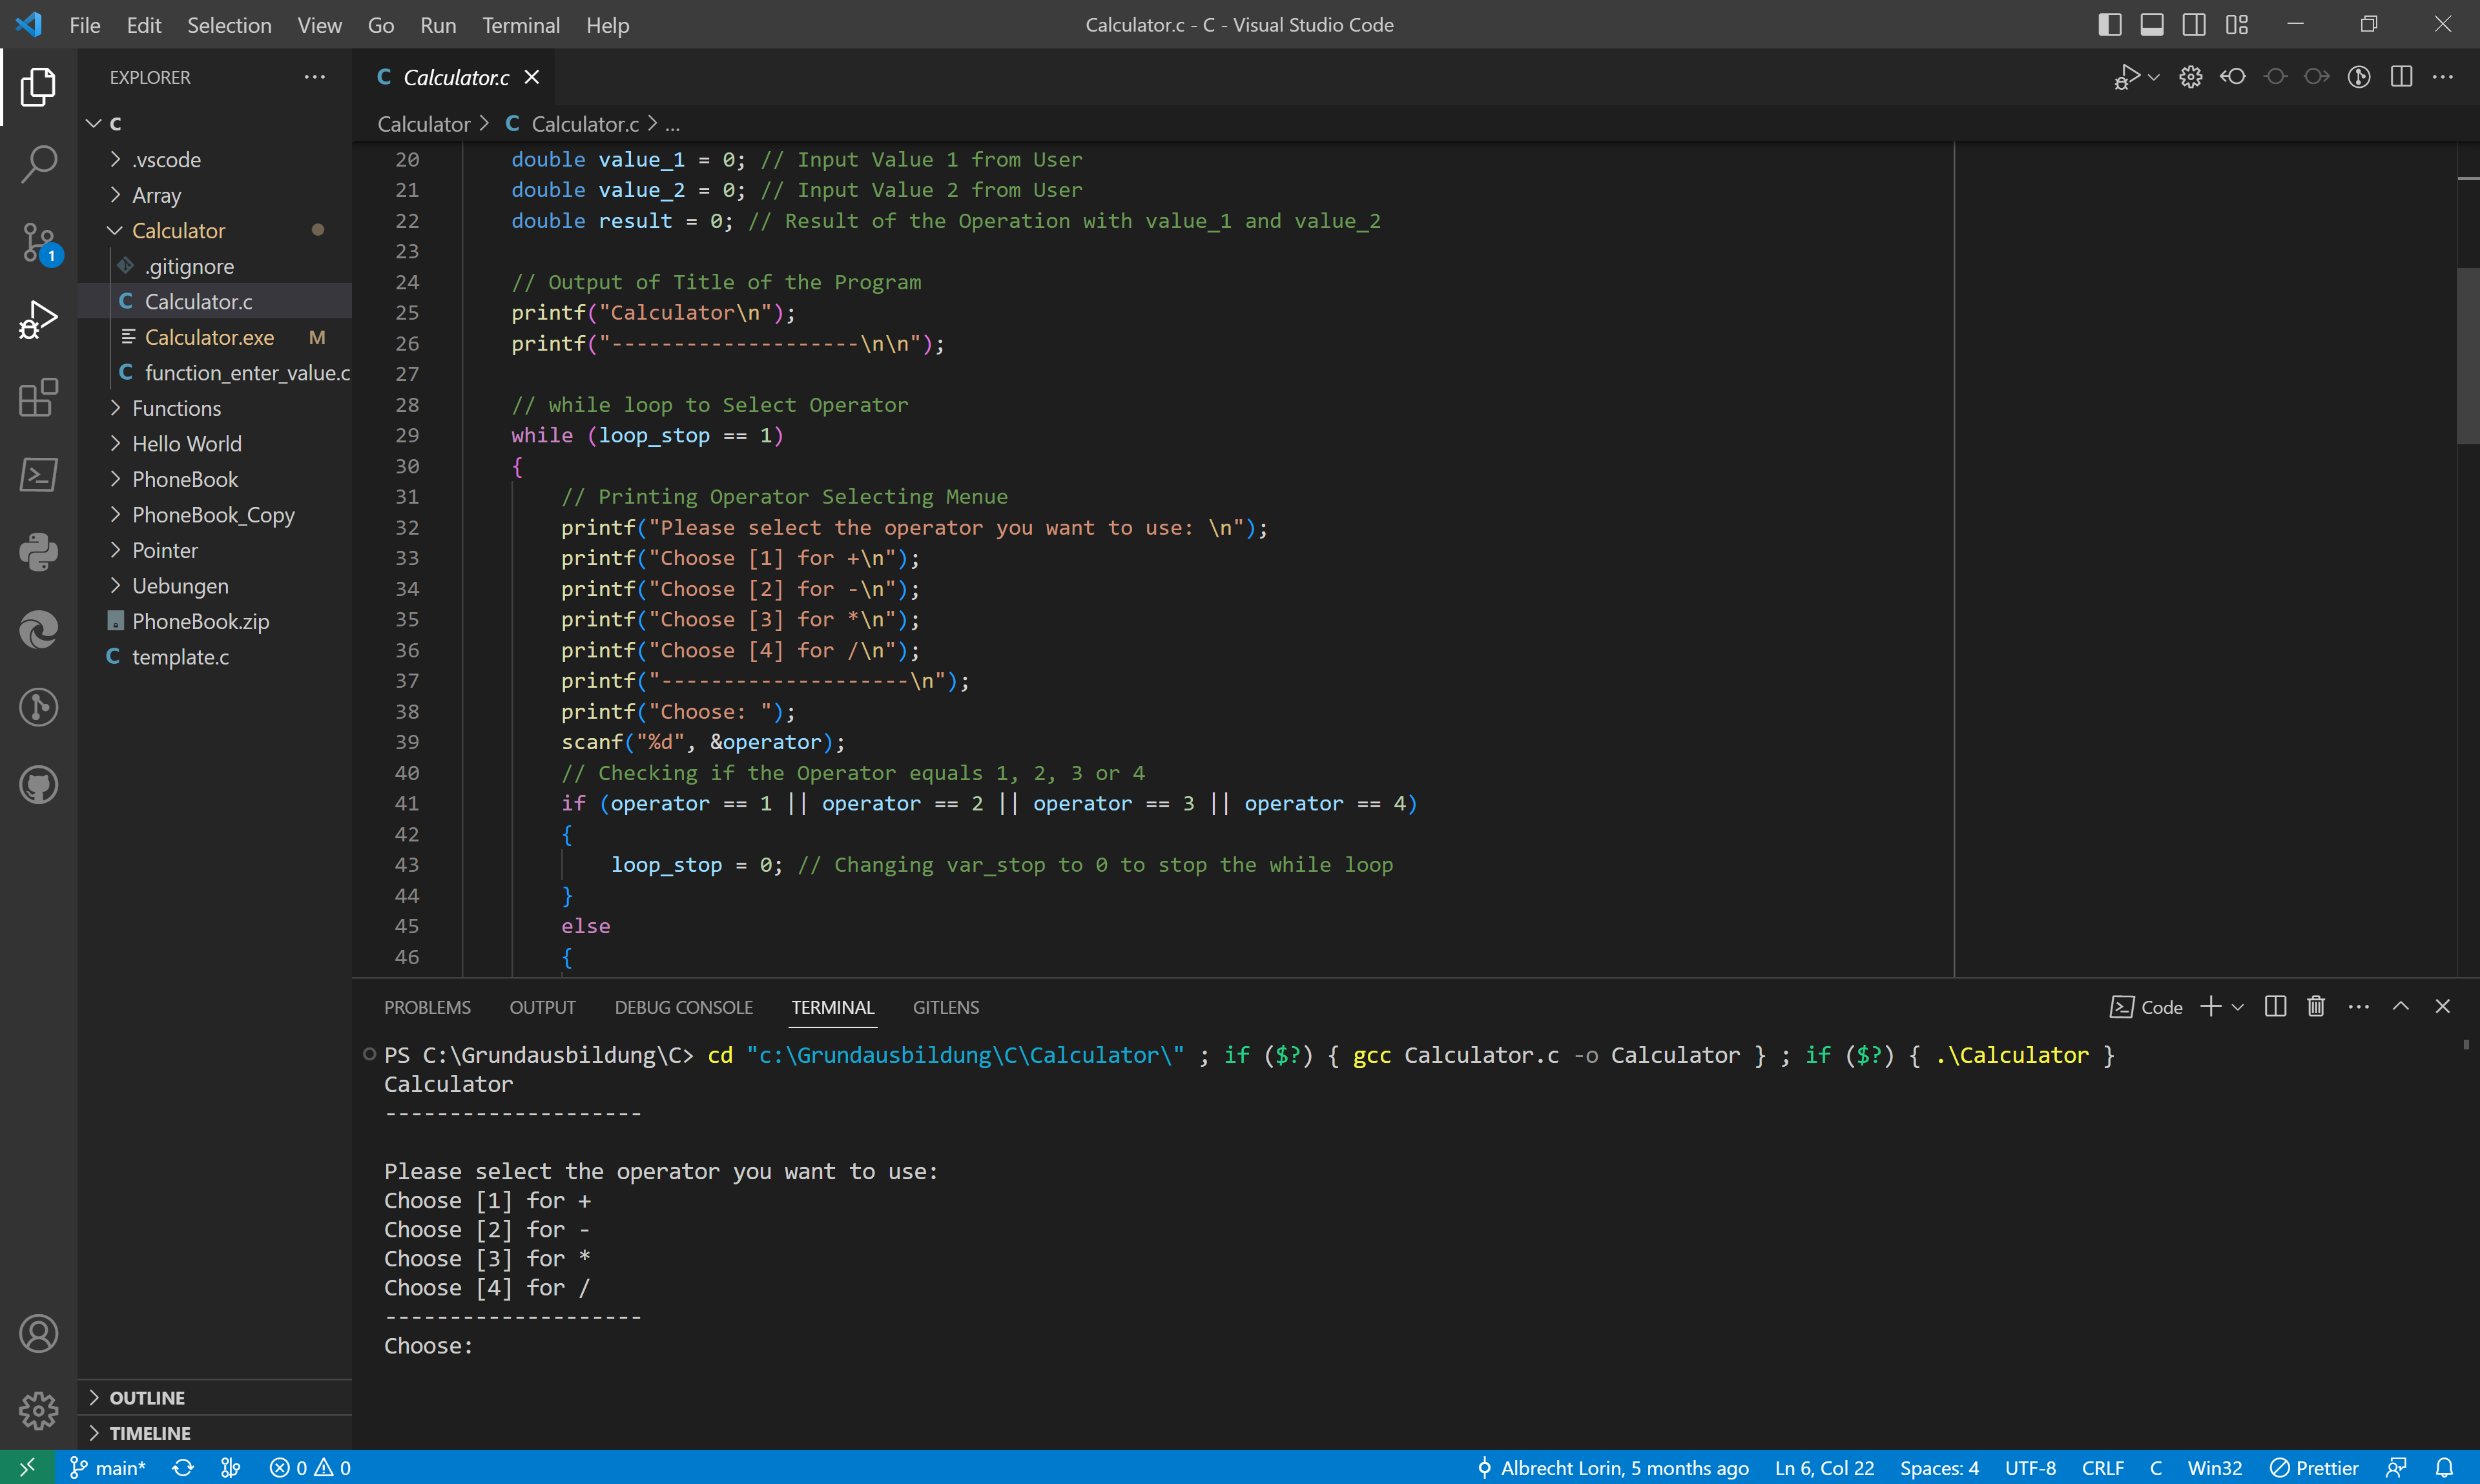 File Edit Selection View Go Run Terminal Help
Calculator.c - C - Visual Studio Code
EXPLORER
C
.vscode
Array
Calculator
.gitignore
C Calculator.c
Calculator.exe M
C function_enter_value.c
Functions
Hello World
PhoneBook
PhoneBook_Copy
Pointer
Uebungen
PhoneBook.zip
C template.c
OUTLINE
TIMELINE
1
C Calculator.c
Calculator > C Calculator.c > ...
20 double value_1 = 0; // Input Value 1 from User
21 double value_2 = 0; // Input Value 2 from User
22 double result = 0; // Result of the Operation with value_1 and value_2
23
24 // Output of Title of the Program
25 printf("Calculator\n");
26 printf("--------------------\n\n");
27
28 // while loop to Select Operator
29 while (loop_stop == 1)
30 {
31 // Printing Operator Selecting Menue
32 printf("Please select the operator you want to use: \n");
33 printf("Choose [1] for +\n");
34 printf("Choose [2] for -\n");
35 printf("Choose [3] for *\n");
36 printf("Choose [4] for /\n");
37 printf("--------------------\n");
38 printf("Choose: ");
39 scanf("%d", &operator);
40 // Checking if the Operator equals 1, 2, 3 or 4
41 if (operator == 1 || operator == 2 || operator == 3 || operator == 4)
42 {
43 loop_stop = 0; // Changing var_stop to 0 to stop the while loop
44 }
45 else
46 {
PROBLEMS OUTPUT DEBUG CONSOLE TERMINAL GITLENS
Code
PS C:\Grundausbildung\C> cd "c:\Grundausbildung\C\Calculator\" ; if ($?) { gcc Calculator.c -o Calculator } ; if ($?) { .\Calculator }
Calculator
--------------------
Please select the operator you want to use:
Choose [1] for +
Choose [2] for -
Choose [3] for *
Choose [4] for /
--------------------
Choose:
main* 0 0 Albrecht Lorin, 5 months ago Ln 6, Col 22 Spaces: 4 UTF-8 CRLF C Win32 Prettier